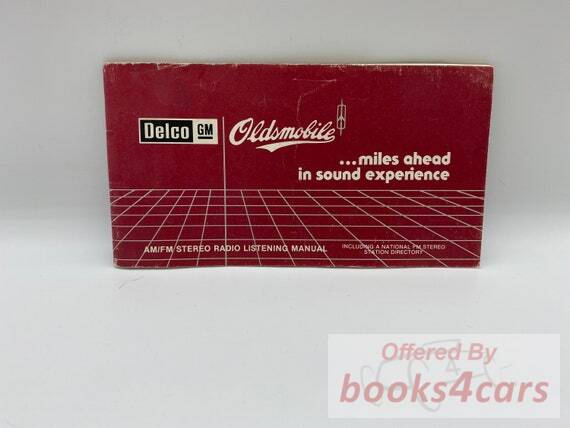 Delco GM
Oldsmobile
...miles ahead
in sound experience
AM/FM STEREO RADIO LISTENING MANUAL
INCLUDING A NATIONAL FM STEREO
STATION DIRECTORY
Offered By
books4cars